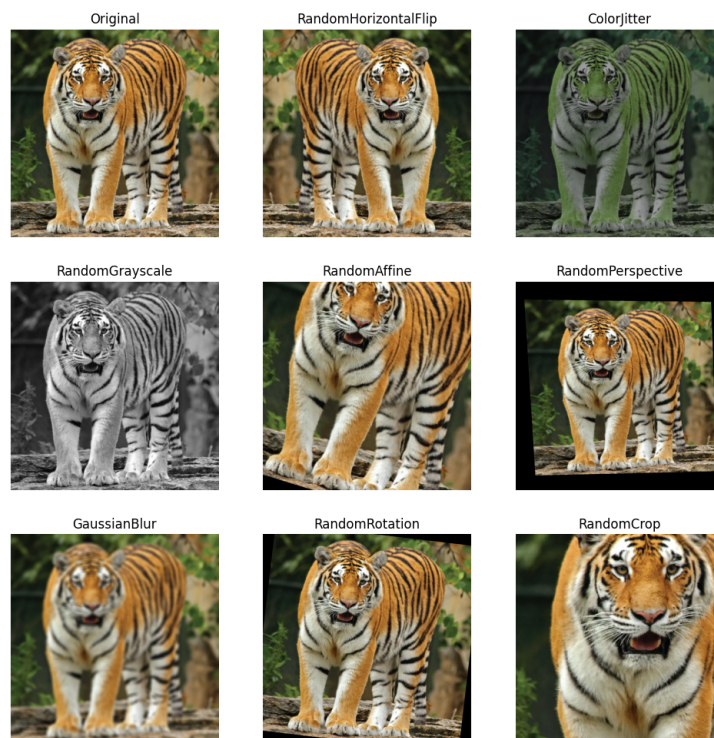 Original
RandomHorizontalFlip
ColorJitter
RandomGrayscale
RandomAffine
RandomPerspective
GaussianBlur
RandomRotation
RandomCrop